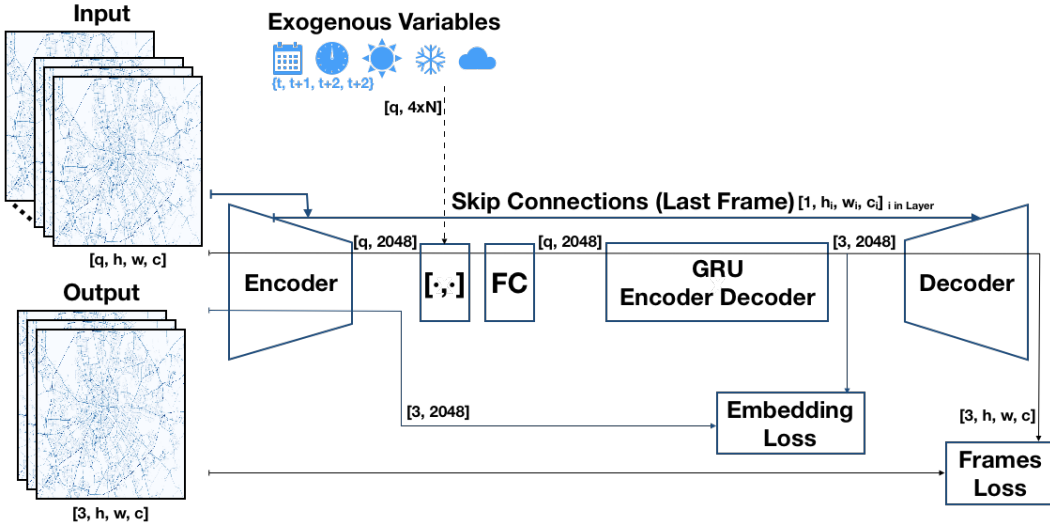 Input
Exogenous Variables
{t, t+1, t+2, t+2}
[q, 4xN]
Skip Connections (Last Frame) [1, hᵢ, wᵢ, cᵢ] i in Layer
[q, h, w, c]
Encoder
[q, 2048]
[·,·]
FC
[q, 2048]
GRU
Encoder Decoder
[3, 2048]
Decoder
Output
[3, 2048]
Embedding
Loss
[3, h, w, c]
Frames
Loss
[3, h, w, c]